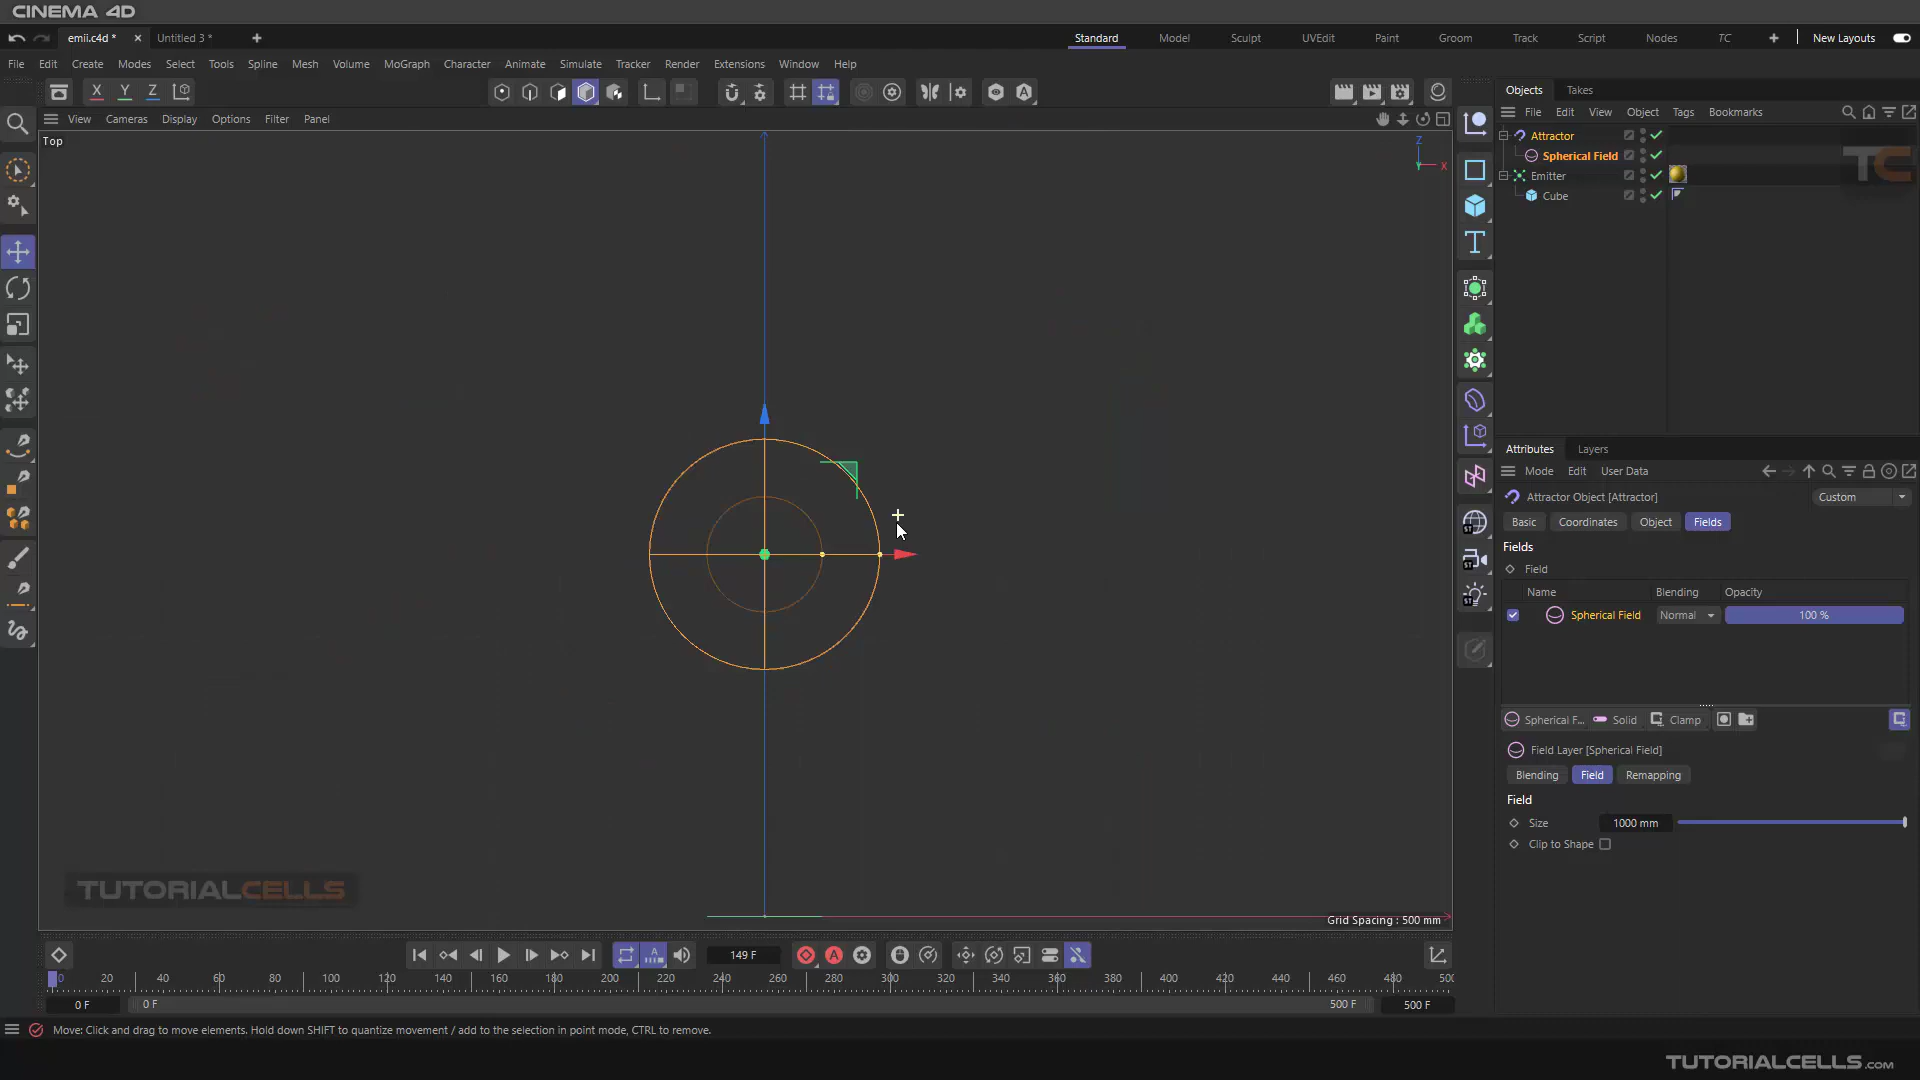 CINEMA 4D
emii.c4d *
Untitled 3 *
Standard
Model
Sculpt
UVEdit
Paint
Groom
Track
Script
Nodes
TC
New Layouts
File Edit Create Modes Select Tools Spline Mesh Volume MoGraph Character Animate Simulate Tracker Render Extensions Window Help
X Y Z
View Cameras Display Options Filter Panel
Top
Z
Y
X
Objects Takes
File Edit View Object Tags Bookmarks
Attractor
Spherical Field
Emitter
Cube
TC
Attributes Layers
Mode Edit User Data
Attractor Object [Attractor]
Custom
Basic Coordinates Object Fields
Fields
Field
Name Blending Opacity
Spherical Field Normal 100 %
Spherical F... Solid Clamp
Field Layer [Spherical Field]
Blending Field Remapping
Field
Size 1000 mm
Clip to Shape
ST
ST
ST
TUTORIALCELLS
Grid Spacing : 500 mm
149 F
0 20 40 60 80 100 120 140 160 180 200 220 240 260 280 300 320 340 360 380 400 420 440 460 480 50(
0 F 0 F 500 F 500 F
Move: Click and drag to move elements. Hold down SHIFT to quantize movement / add to the selection in point mode, CTRL to remove.
TUTORIALCELLS.COM